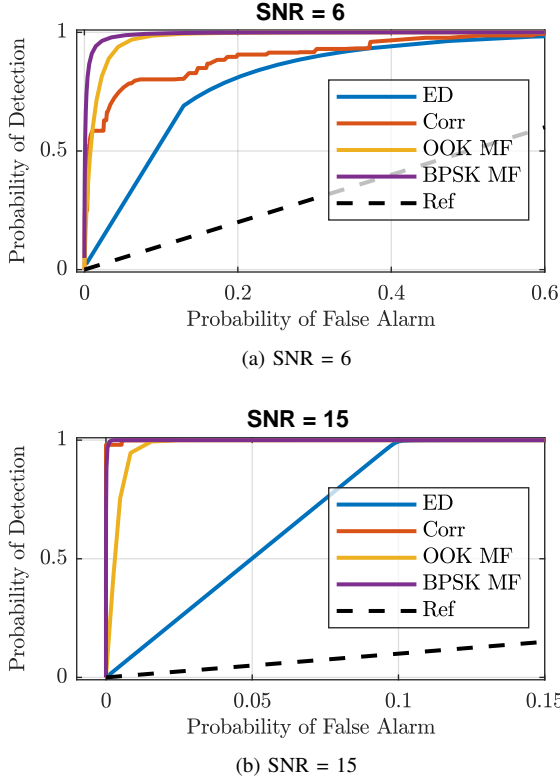 SNR = 6
1
0.5
0
Probability of Detection
ED
Corr
OOK MF
BPSK MF
Ref
0
0.2
0.4
0.6
Probability of False Alarm
(a) SNR = 6
SNR = 15
1
0.5
0
Probability of Detection
ED
Corr
OOK MF
BPSK MF
Ref
0
0.05
0.1
0.15
Probability of False Alarm
(b) SNR = 15